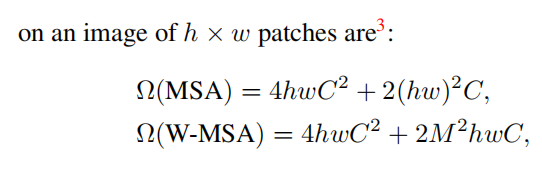 on an image of h × w patches are³:
Ω(MSA) = 4hwC² + 2(hw)²C,
Ω(W-MSA) = 4hwC² + 2M²hwC,